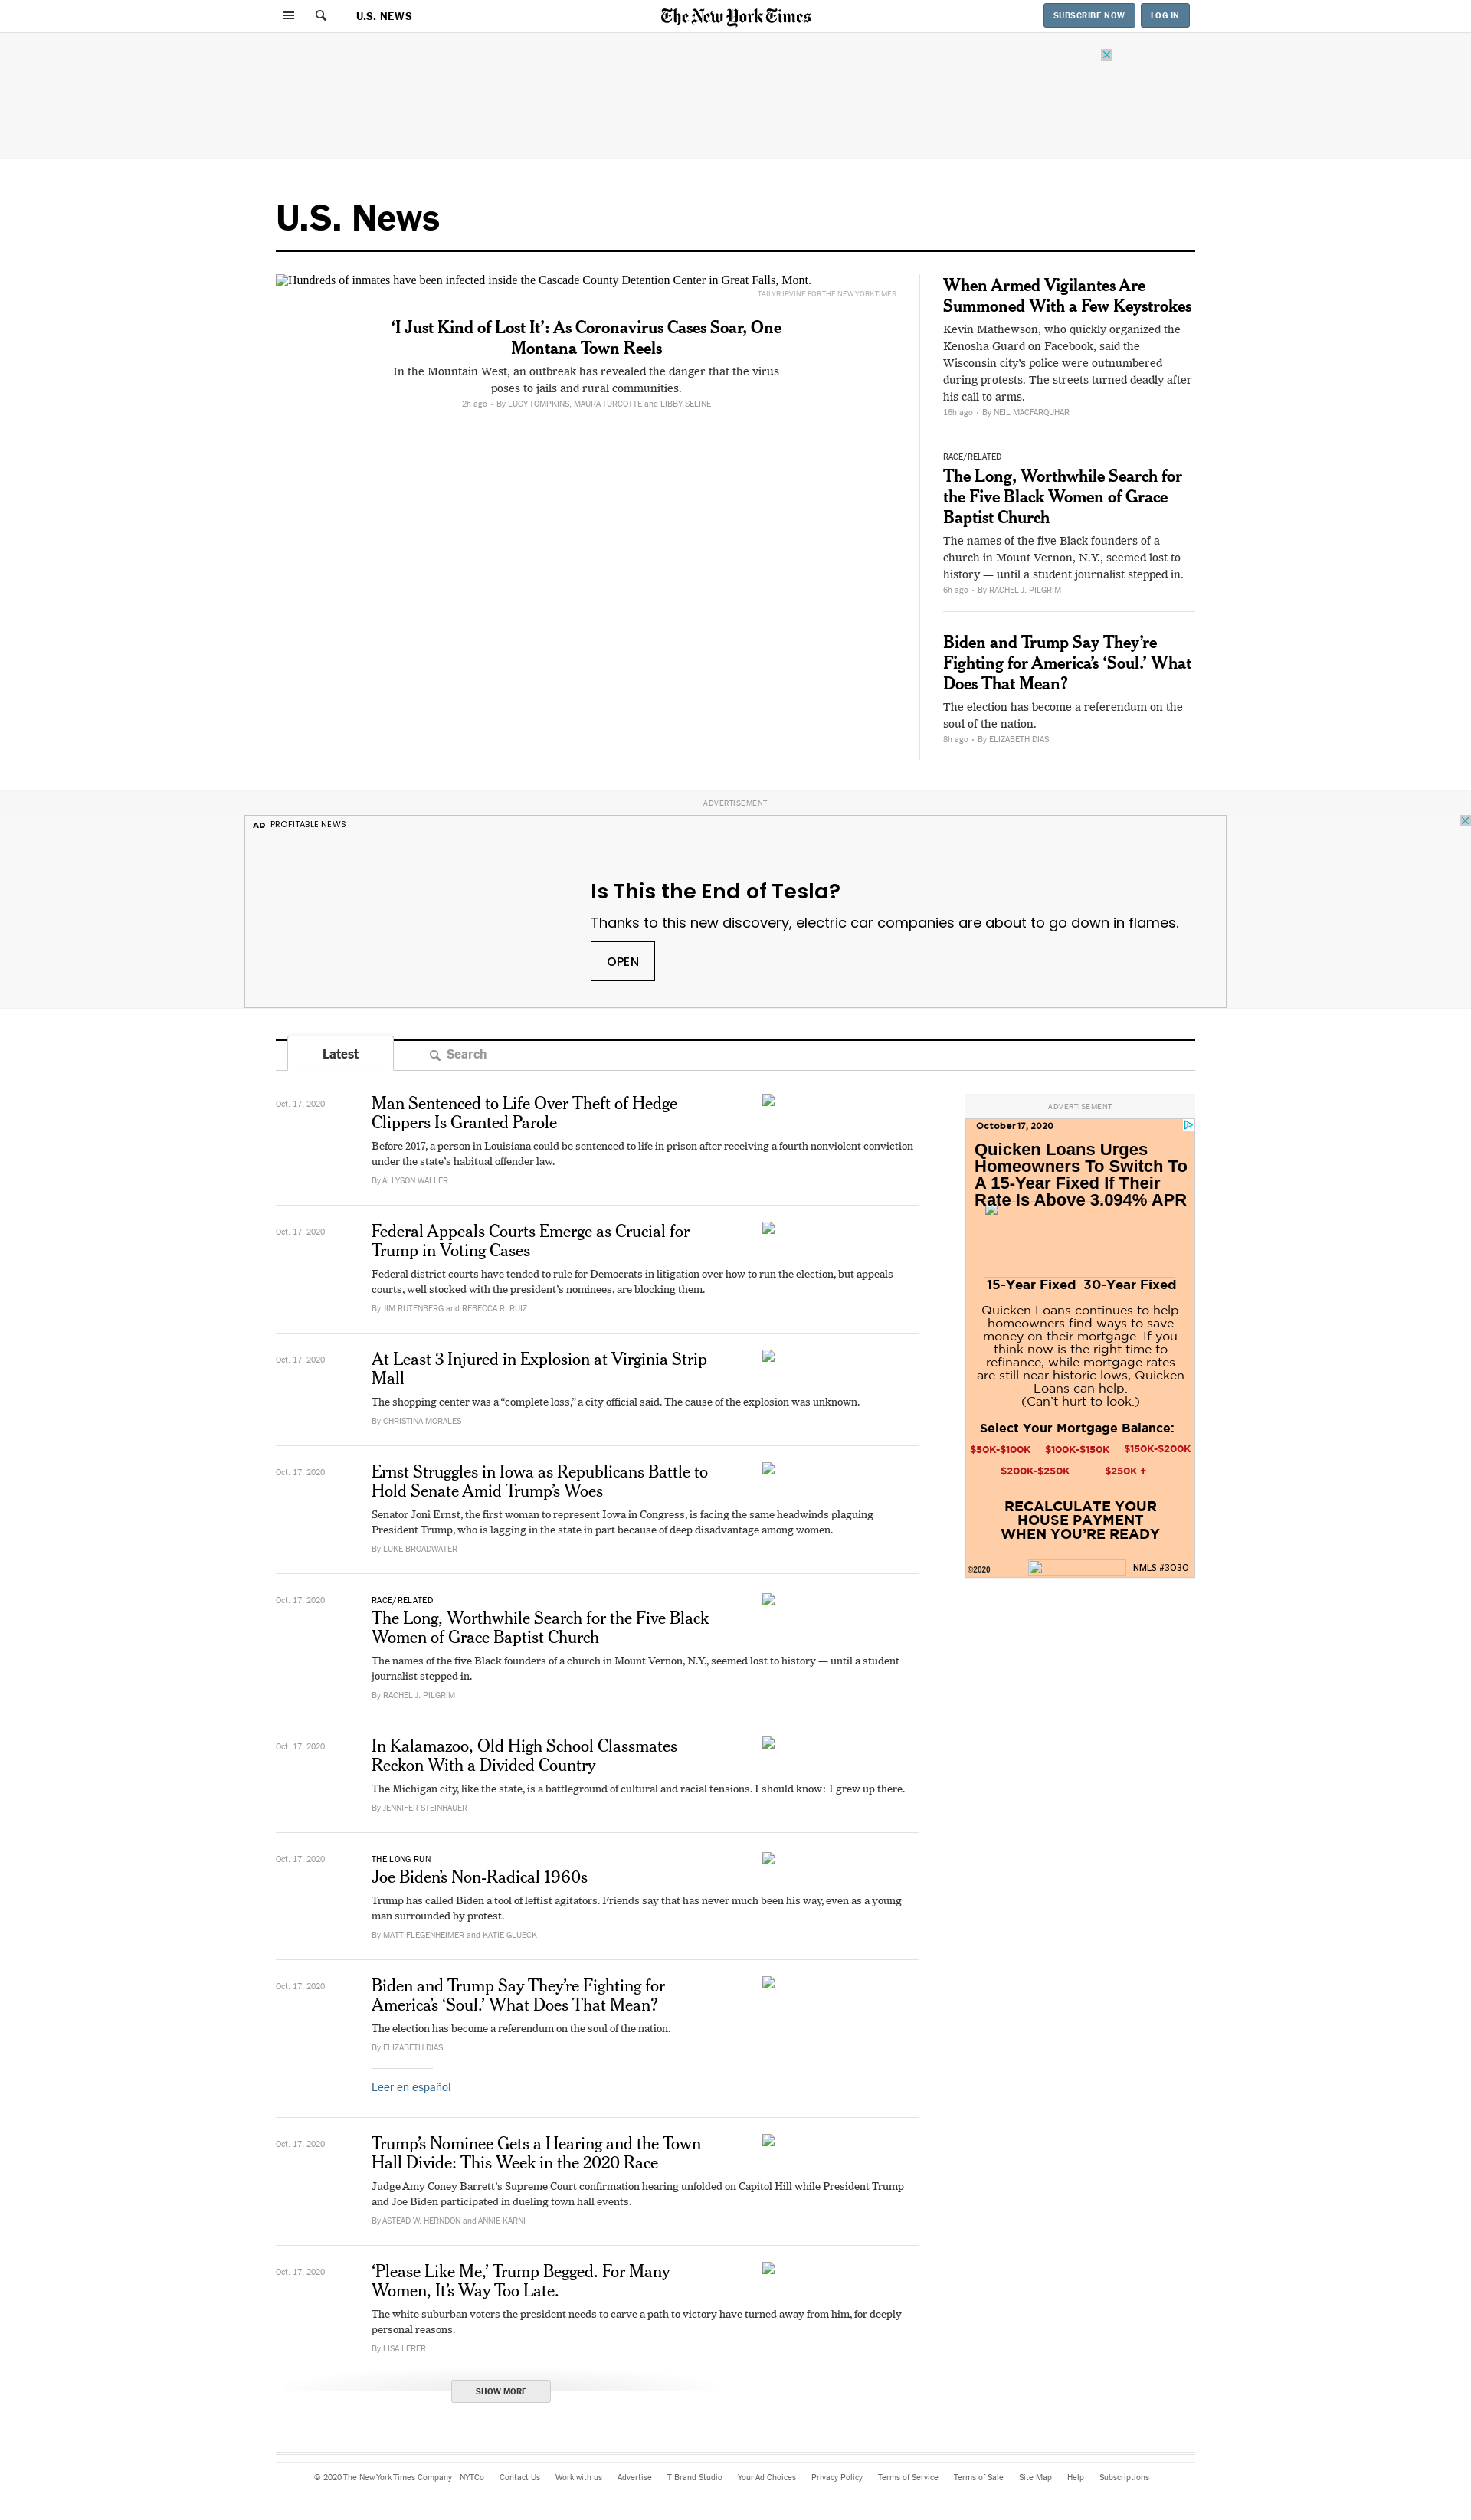 U.S. NEWS
The New York Times
SUBSCRIBE NOW
LOG IN
U.S. News
Hundreds of inmates have been infected inside the Cascade County Detention Center in Great Falls, Mont.
TAILYR IRVINE FOR THE NEW YORK TIMES
‘I Just Kind of Lost It’: As Coronavirus Cases Soar, One
Montana Town Reels
In the Mountain West, an outbreak has revealed the danger that the virus
poses to jails and rural communities.
2h ago • By LUCY TOMPKINS, MAURA TURCOTTE and LIBBY SELINE
When Armed Vigilantes Are
Summoned With a Few Keystrokes
Kevin Mathewson, who quickly organized the
Kenosha Guard on Facebook, said the
Wisconsin city’s police were outnumbered
during protests. The streets turned deadly after
his call to arms.
16h ago • By NEIL MACFARQUHAR
RACE/RELATED
The Long, Worthwhile Search for
the Five Black Women of Grace
Baptist Church
The names of the five Black founders of a
church in Mount Vernon, N.Y., seemed lost to
history — until a student journalist stepped in.
6h ago • By RACHEL J. PILGRIM
Biden and Trump Say They’re
Fighting for America’s ‘Soul.’ What
Does That Mean?
The election has become a referendum on the
soul of the nation.
8h ago • By ELIZABETH DIAS
ADVERTISEMENT
AD PROFITABLE NEWS
Is This the End of Tesla?
Thanks to this new discovery, electric car companies are about to go down in flames.
OPEN
Latest
Search
Oct. 17, 2020
Man Sentenced to Life Over Theft of Hedge
Clippers Is Granted Parole
Before 2017, a person in Louisiana could be sentenced to life in prison after receiving a fourth nonviolent conviction
under the state’s habitual offender law.
By ALLYSON WALLER
Oct. 17, 2020
Federal Appeals Courts Emerge as Crucial for
Trump in Voting Cases
Federal district courts have tended to rule for Democrats in litigation over how to run the election, but appeals
courts, well stocked with the president’s nominees, are blocking them.
By JIM RUTENBERG and REBECCA R. RUIZ
Oct. 17, 2020
At Least 3 Injured in Explosion at Virginia Strip
Mall
The shopping center was a “complete loss,” a city official said. The cause of the explosion was unknown.
By CHRISTINA MORALES
Oct. 17, 2020
Ernst Struggles in Iowa as Republicans Battle to
Hold Senate Amid Trump’s Woes
Senator Joni Ernst, the first woman to represent Iowa in Congress, is facing the same headwinds plaguing
President Trump, who is lagging in the state in part because of deep disadvantage among women.
By LUKE BROADWATER
Oct. 17, 2020
RACE/RELATED
The Long, Worthwhile Search for the Five Black
Women of Grace Baptist Church
The names of the five Black founders of a church in Mount Vernon, N.Y., seemed lost to history — until a student
journalist stepped in.
By RACHEL J. PILGRIM
Oct. 17, 2020
In Kalamazoo, Old High School Classmates
Reckon With a Divided Country
The Michigan city, like the state, is a battleground of cultural and racial tensions. I should know: I grew up there.
By JENNIFER STEINHAUER
Oct. 17, 2020
THE LONG RUN
Joe Biden’s Non-Radical 1960s
Trump has called Biden a tool of leftist agitators. Friends say that has never much been his way, even as a young
man surrounded by protest.
By MATT FLEGENHEIMER and KATIE GLUECK
Oct. 17, 2020
Biden and Trump Say They’re Fighting for
America’s ‘Soul.’ What Does That Mean?
The election has become a referendum on the soul of the nation.
By ELIZABETH DIAS
Leer en español
Oct. 17, 2020
Trump’s Nominee Gets a Hearing and the Town
Hall Divide: This Week in the 2020 Race
Judge Amy Coney Barrett’s Supreme Court confirmation hearing unfolded on Capitol Hill while President Trump
and Joe Biden participated in dueling town hall events.
By ASTEAD W. HERNDON and ANNIE KARNI
Oct. 17, 2020
‘Please Like Me,’ Trump Begged. For Many
Women, It’s Way Too Late.
The white suburban voters the president needs to carve a path to victory have turned away from him, for deeply
personal reasons.
By LISA LERER
SHOW MORE
ADVERTISEMENT
October 17, 2020
Quicken Loans Urges
Homeowners To Switch To
A 15-Year Fixed If Their
Rate Is Above 3.094% APR
15-Year Fixed 30-Year Fixed
Quicken Loans continues to help
homeowners find ways to save
money on their mortgage. If you
think now is the right time to
refinance, while mortgage rates
are still near historic lows, Quicken
Loans can help.
(Can’t hurt to look.)
Select Your Mortgage Balance:
$50K-$100K $100K-$150K $150K-$200K
$200K-$250K $250K +
RECALCULATE YOUR
HOUSE PAYMENT
WHEN YOU’RE READY
©2020
NMLS #3030
© 2020 The New York Times Company NYTCo Contact Us Work with us Advertise T Brand Studio Your Ad Choices Privacy Policy Terms of Service Terms of Sale Site Map Help Subscriptions